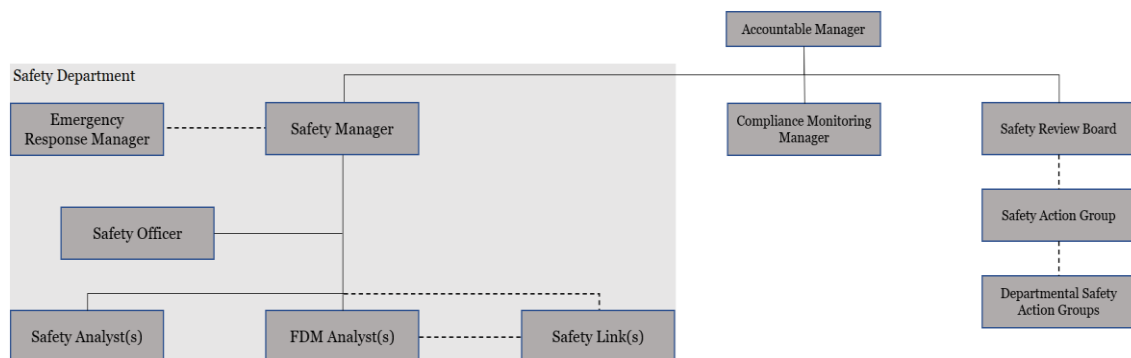 Accountable Manager
Safety Department
Emergency
Response Manager
Safety Manager
Compliance Monitoring
Manager
Safety Review Board
Safety Officer
Safety Action Group
Safety Analyst(s)
FDM Analyst(s)
Safety Link(s)
Departmental Safety
Action Groups